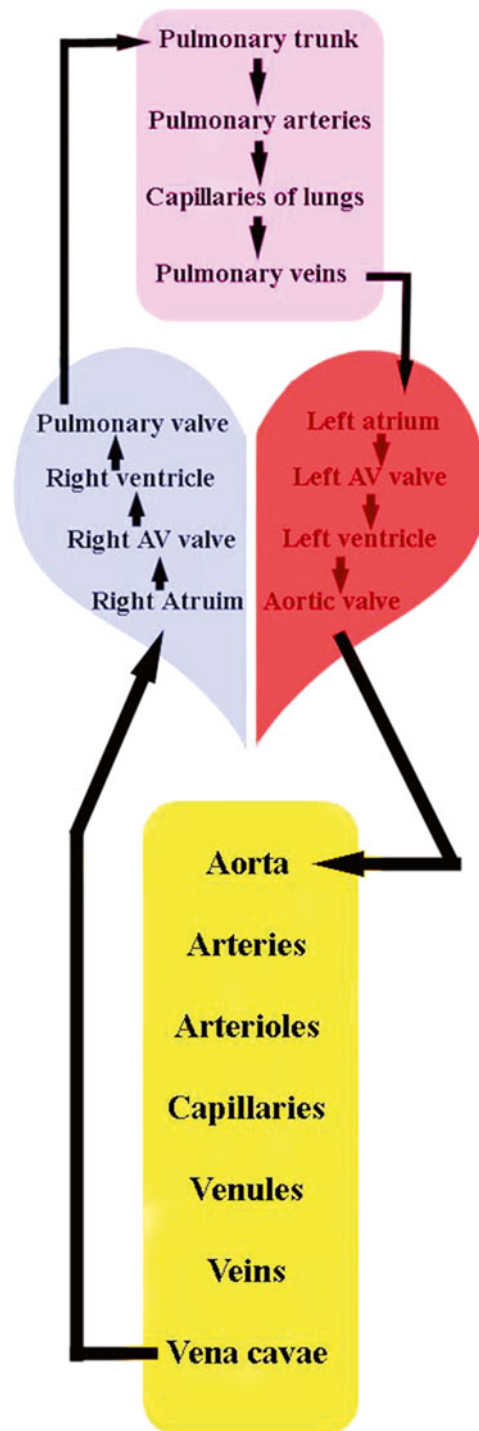 Pulmonary trunk
Pulmonary arteries
Capillaries of lungs
Pulmonary veins
Pulmonary valve
Right ventricle
Right AV valve
Right Atruim
Left atrium
Left AV valve
Left ventricle
Aortic valve
Aorta
Arteries
Arterioles
Capillaries
Venules
Veins
Vena cavae